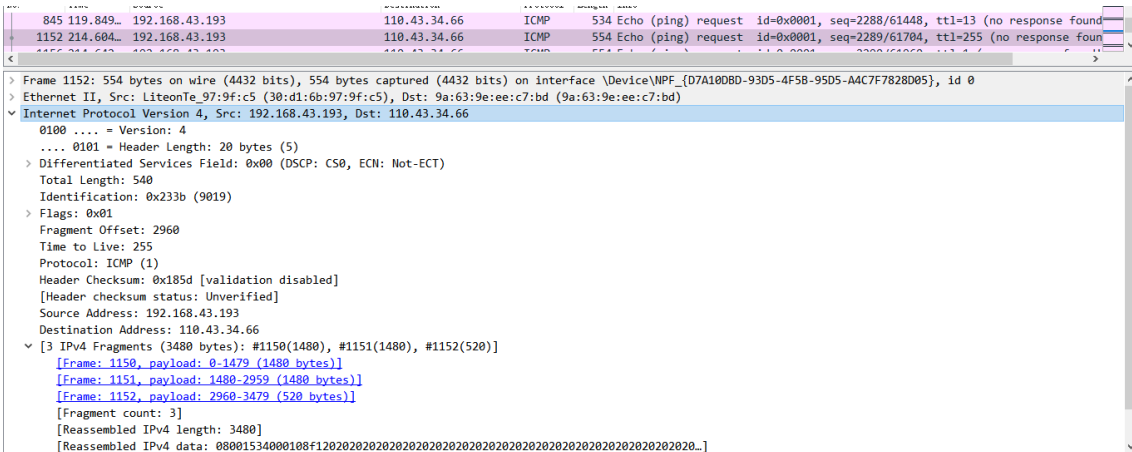 845 119.849… 192.168.43.193 110.43.34.66 ICMP 534 Echo (ping) request id=0x0001, seq=2288/61448, ttl=13 (no response found
1152 214.604… 192.168.43.193 110.43.34.66 ICMP 554 Echo (ping) request id=0x0001, seq=2289/61704, ttl=255 (no response foun
Frame 1152: 554 bytes on wire (4432 bits), 554 bytes captured (4432 bits) on interface \Device\NPF_{D7A10DBD-93D5-4F5B-95D5-A4C7F7828D05}, id 0
Ethernet II, Src: LiteonTe_97:9f:c5 (30:d1:6b:97:9f:c5), Dst: 9a:63:9e:ee:c7:bd (9a:63:9e:ee:c7:bd)
Internet Protocol Version 4, Src: 192.168.43.193, Dst: 110.43.34.66
0100 .... = Version: 4
.... 0101 = Header Length: 20 bytes (5)
Differentiated Services Field: 0x00 (DSCP: CS0, ECN: Not-ECT)
Total Length: 540
Identification: 0x233b (9019)
Flags: 0x01
Fragment Offset: 2960
Time to Live: 255
Protocol: ICMP (1)
Header Checksum: 0x185d [validation disabled]
[Header checksum status: Unverified]
Source Address: 192.168.43.193
Destination Address: 110.43.34.66
[3 IPv4 Fragments (3480 bytes): #1150(1480), #1151(1480), #1152(520)]
[Frame: 1150, payload: 0-1479 (1480 bytes)]
[Frame: 1151, payload: 1480-2959 (1480 bytes)]
[Frame: 1152, payload: 2960-3479 (520 bytes)]
[Fragment count: 3]
[Reassembled IPv4 length: 3480]
[Reassembled IPv4 data: 08001534000108f12020202020202020202020202020202020202020202020202020202020…]